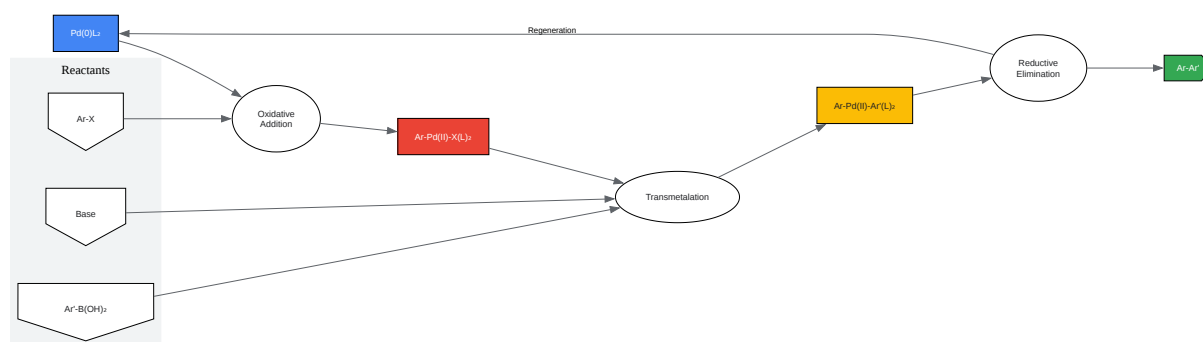 Pd(0)L₂
Regeneration
Reactants
Ar-X
Oxidative
Addition
Ar-Pd(II)-X(L)₂
Ar-Pd(II)-Ar'(L)₂
Reductive
Elimination
Ar-Ar'
Base
Transmetalation
Ar'-B(OH)₂